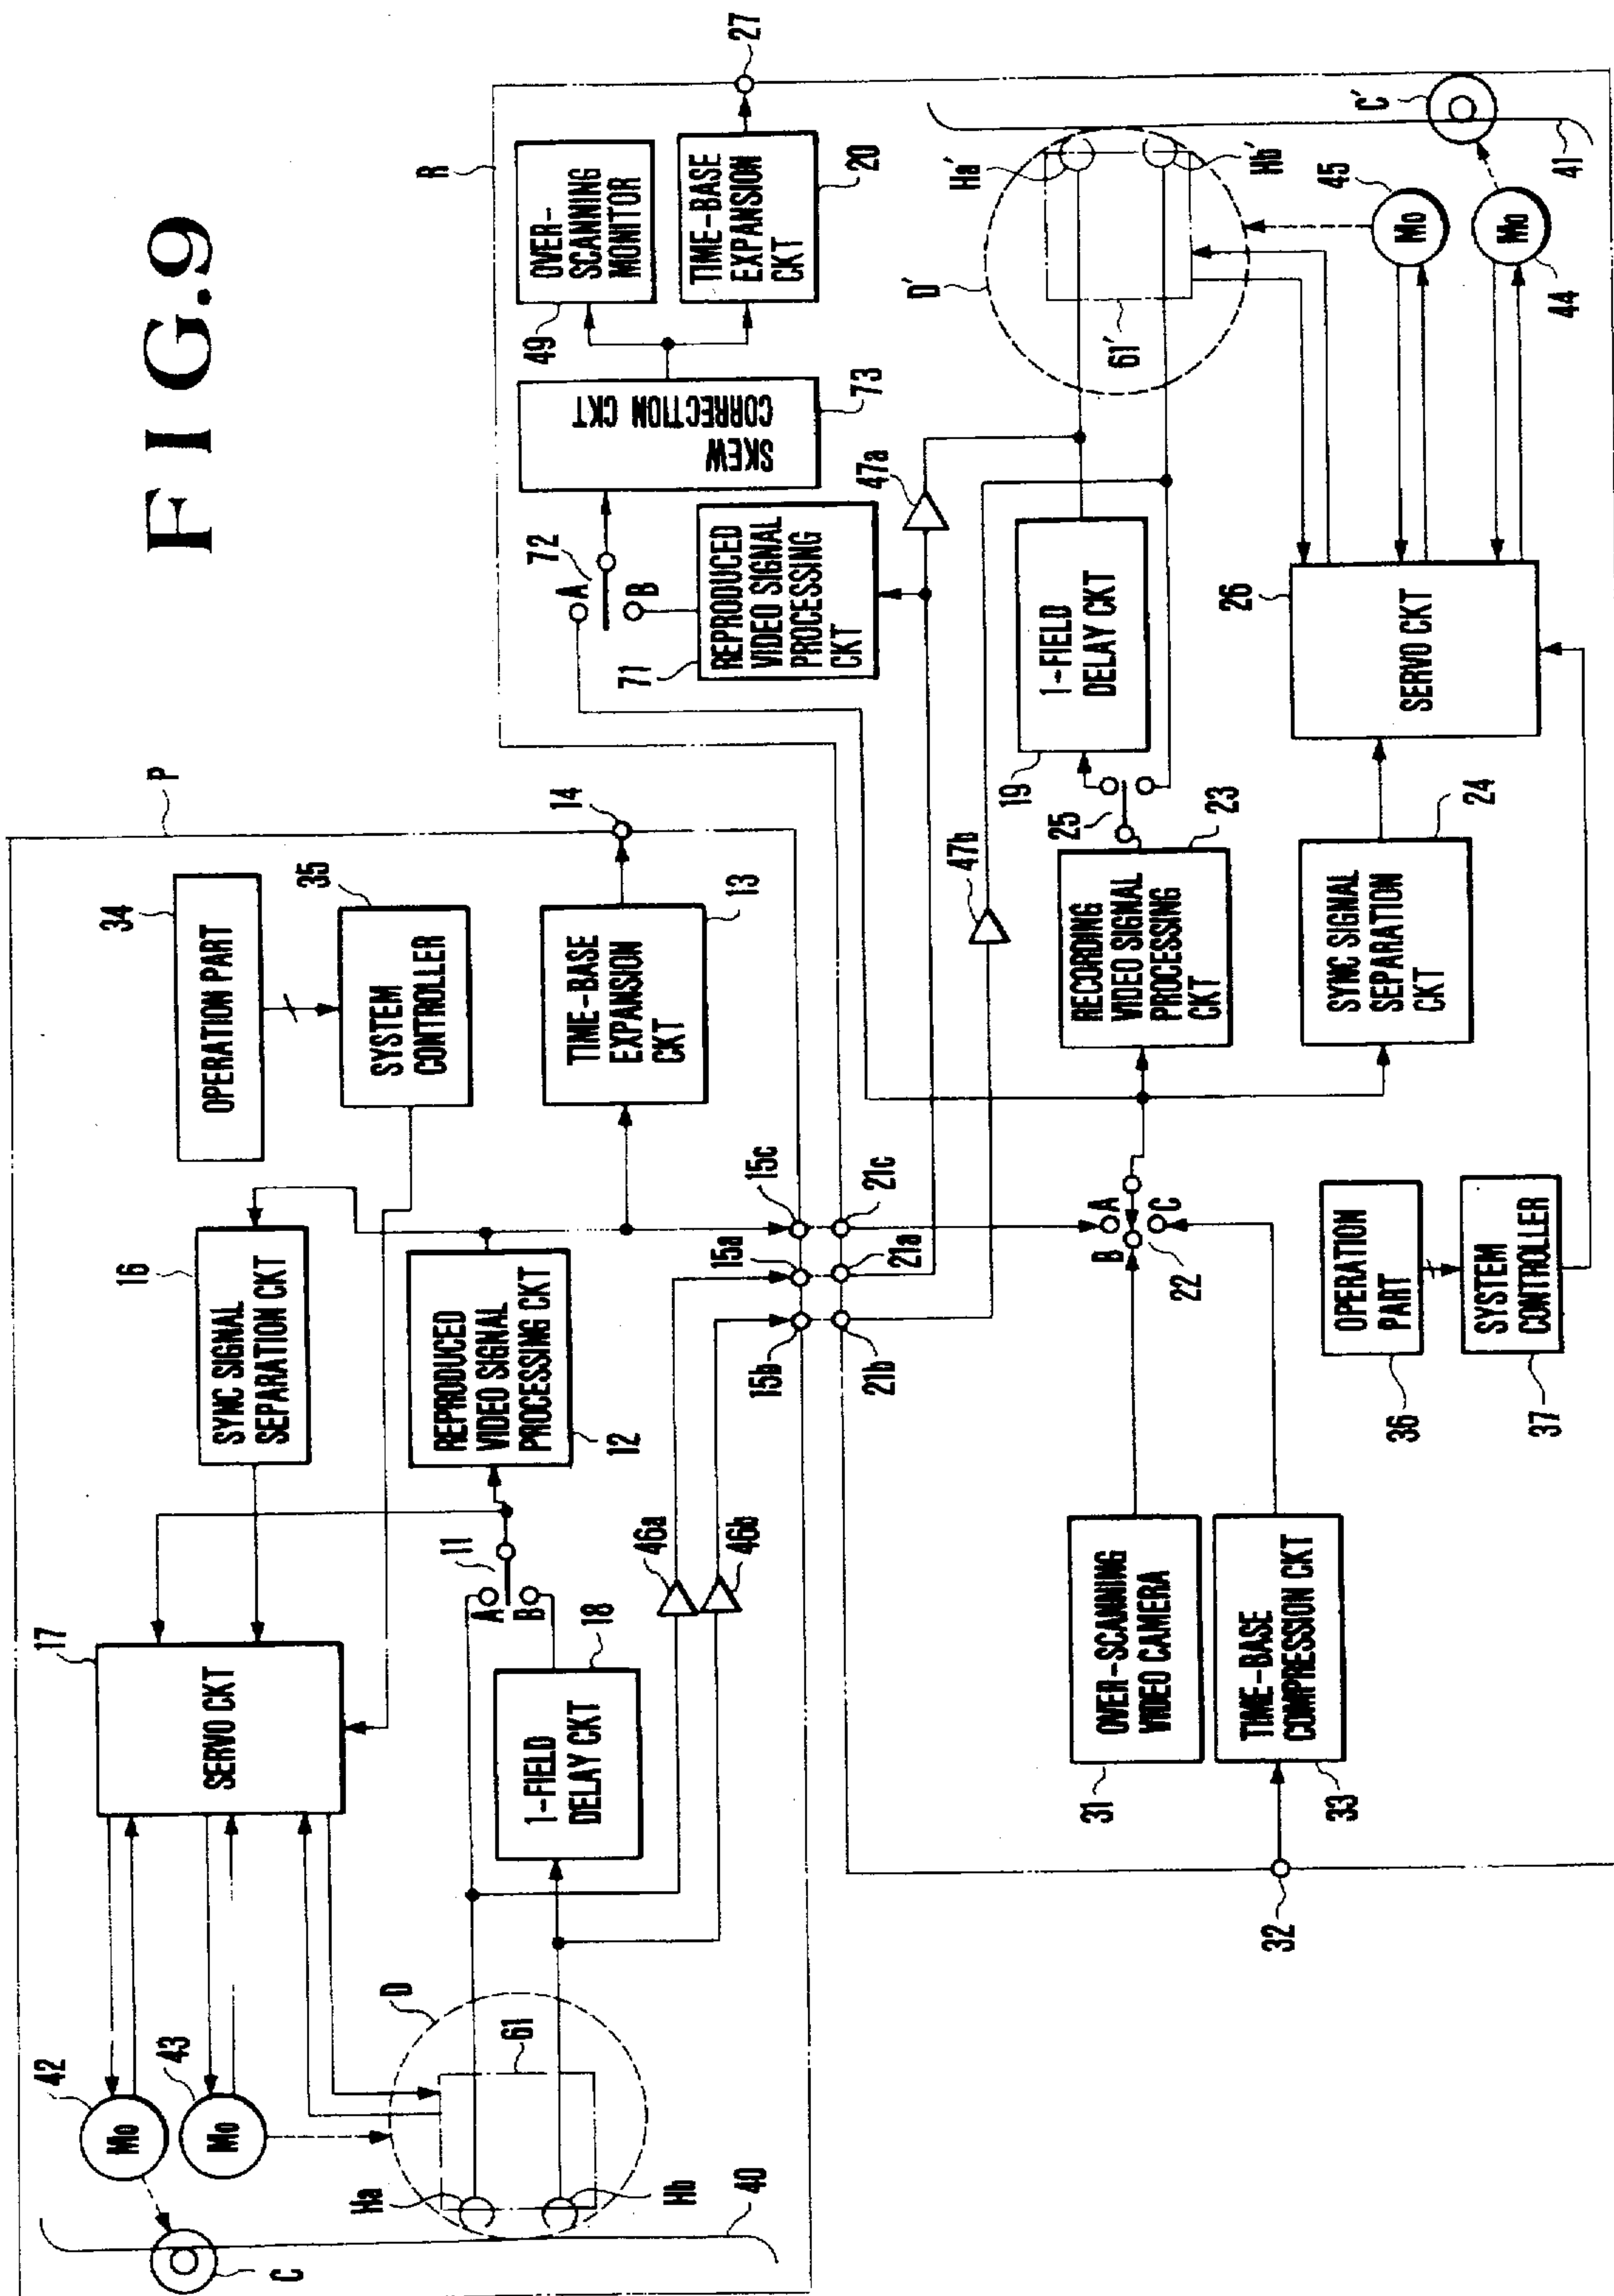 FIG.9
P
34
OPERATION PART
35
SYSTEM
CONTROLLER
14
13
TIME-BASE
EXPANSION
CKT
16
SYNC SIGNAL
SEPARATION CKT
REPRODUCED
VIDEO SIGNAL
PROCESSING CKT
12
15c
15a
15b
17
SERVO CKT
11
A
B
18
1-FIELD
DELAY CKT
46a
46b
42
Mo
43
Mo
D
61
Ha
Hb
40
C
R
27
OVER-
SCANNING
MONITOR
49
TIME-BASE
EXPANSION
CKT
20
SKEW
CORRECTION CKT
73
72
A
B
71
REPRODUCED
VIDEO SIGNAL
PROCESSING
CKT
47a
D'
Ha'
Hb'
61'
C'
41
45
Mo
Mo
44
19
1-FIELD
DELAY CKT
25
47b
26
SERVO CKT
RECORDING
VIDEO SIGNAL
PROCESSING
CKT
23
SYNC SIGNAL
SEPARATION
CKT
24
21c
21a
21b
A
B
C
22
OPERATION
PART
36
SYSTEM
CONTROLLER
37
OVER-SCANNING
VIDEO CAMERA
31
TIME-BASE
COMPRESSION CKT
33
32